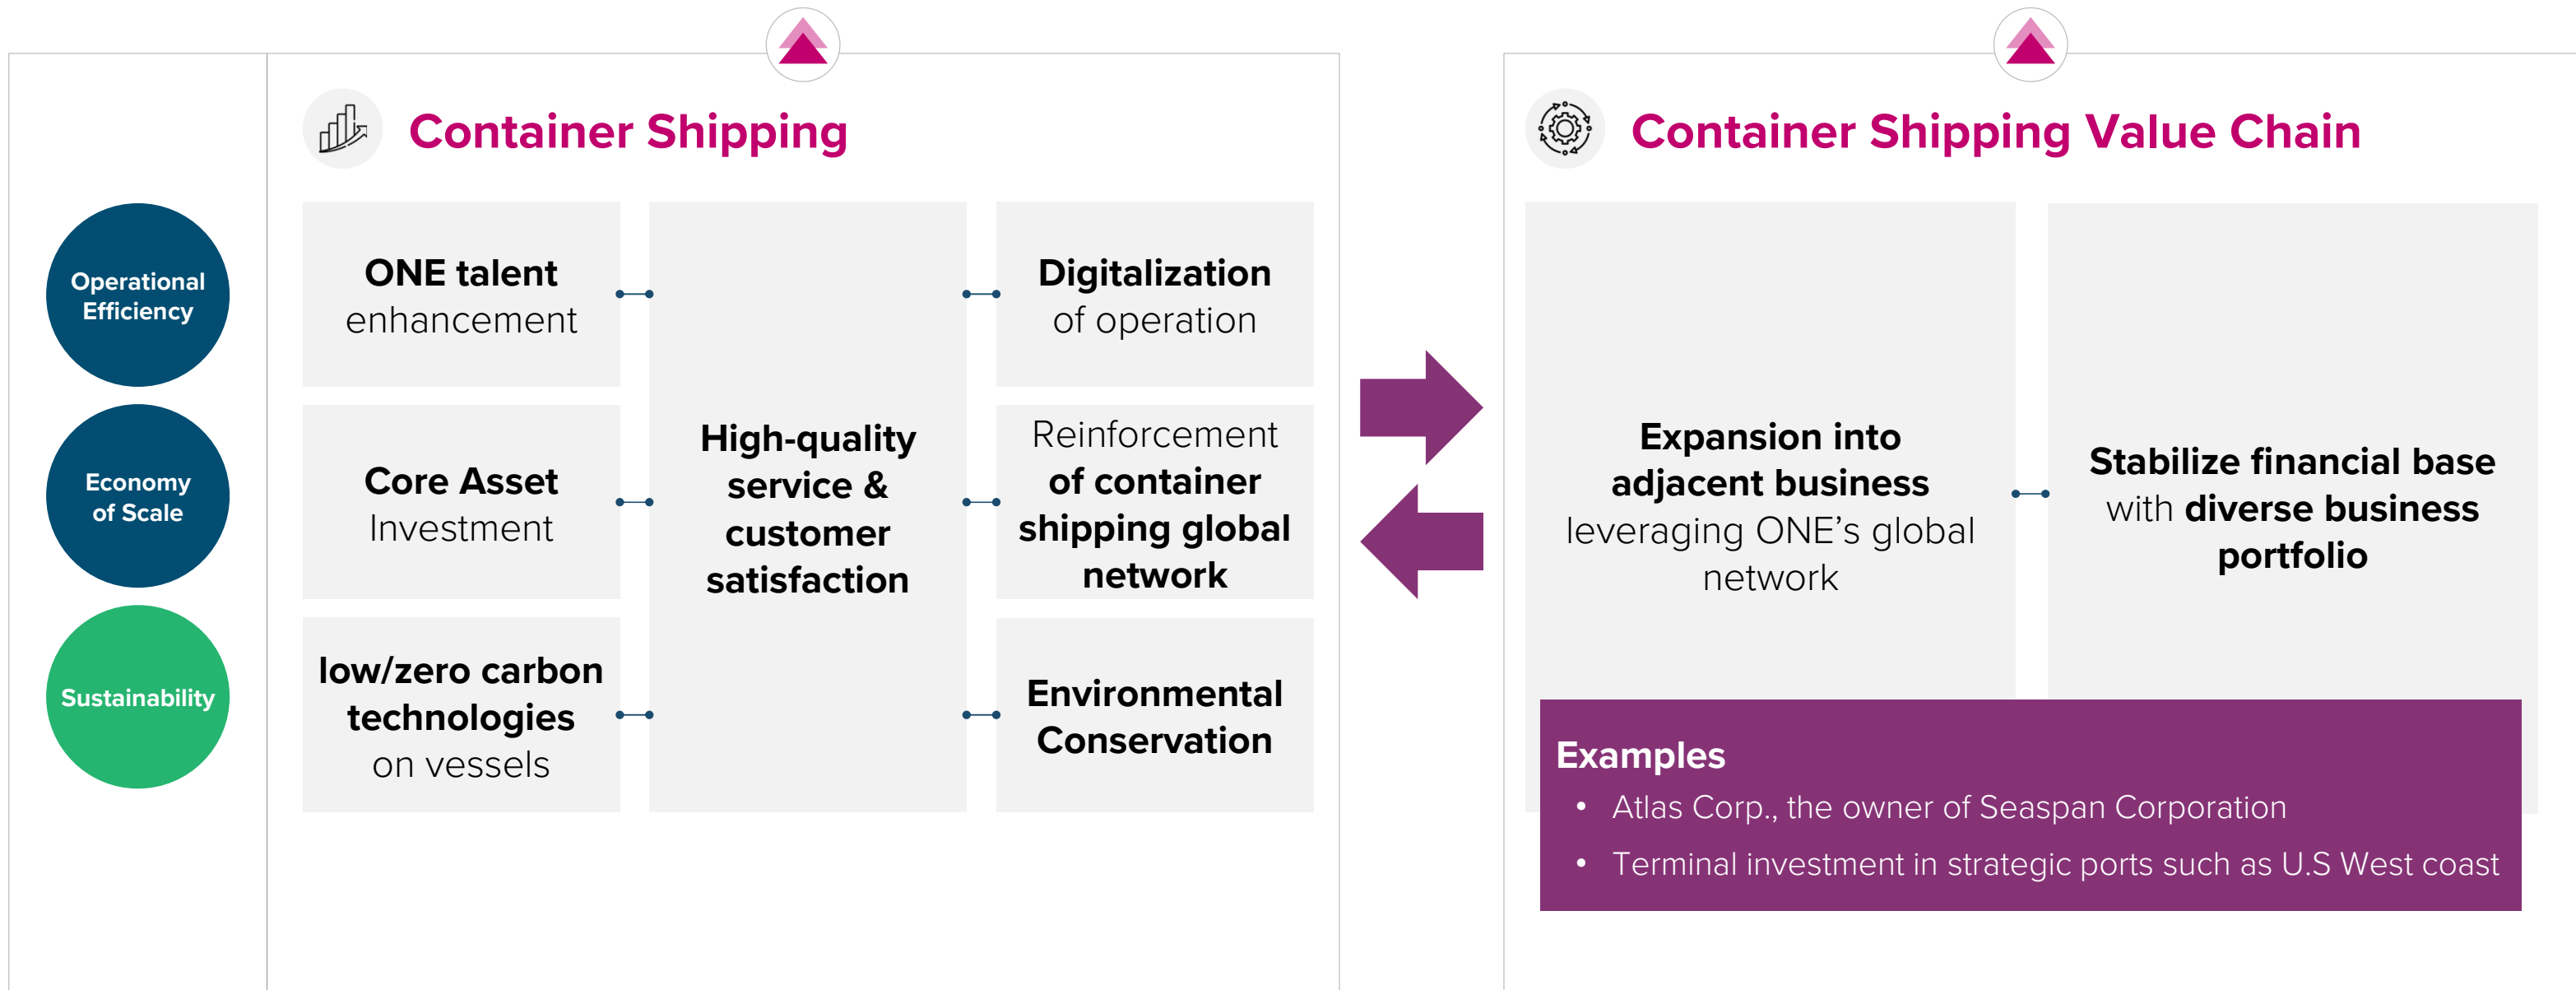 Container Shipping
Operational
Efficiency
Economy
of Scale
Sustainability
ONE talent
enhancement
Core Asset
Investment
low/zero carbon
technologies
on vessels
High-quality
service &
customer
satisfaction
Digitalization
of operation
Reinforcement
of container
shipping global
network
Environmental
Conservation
Container Shipping Value Chain
Expansion into
adjacent business
leveraging ONE’s global
network
Stabilize financial base
with diverse business
portfolio
Examples
• Atlas Corp., the owner of Seaspan Corporation
• Terminal investment in strategic ports such as U.S West coast